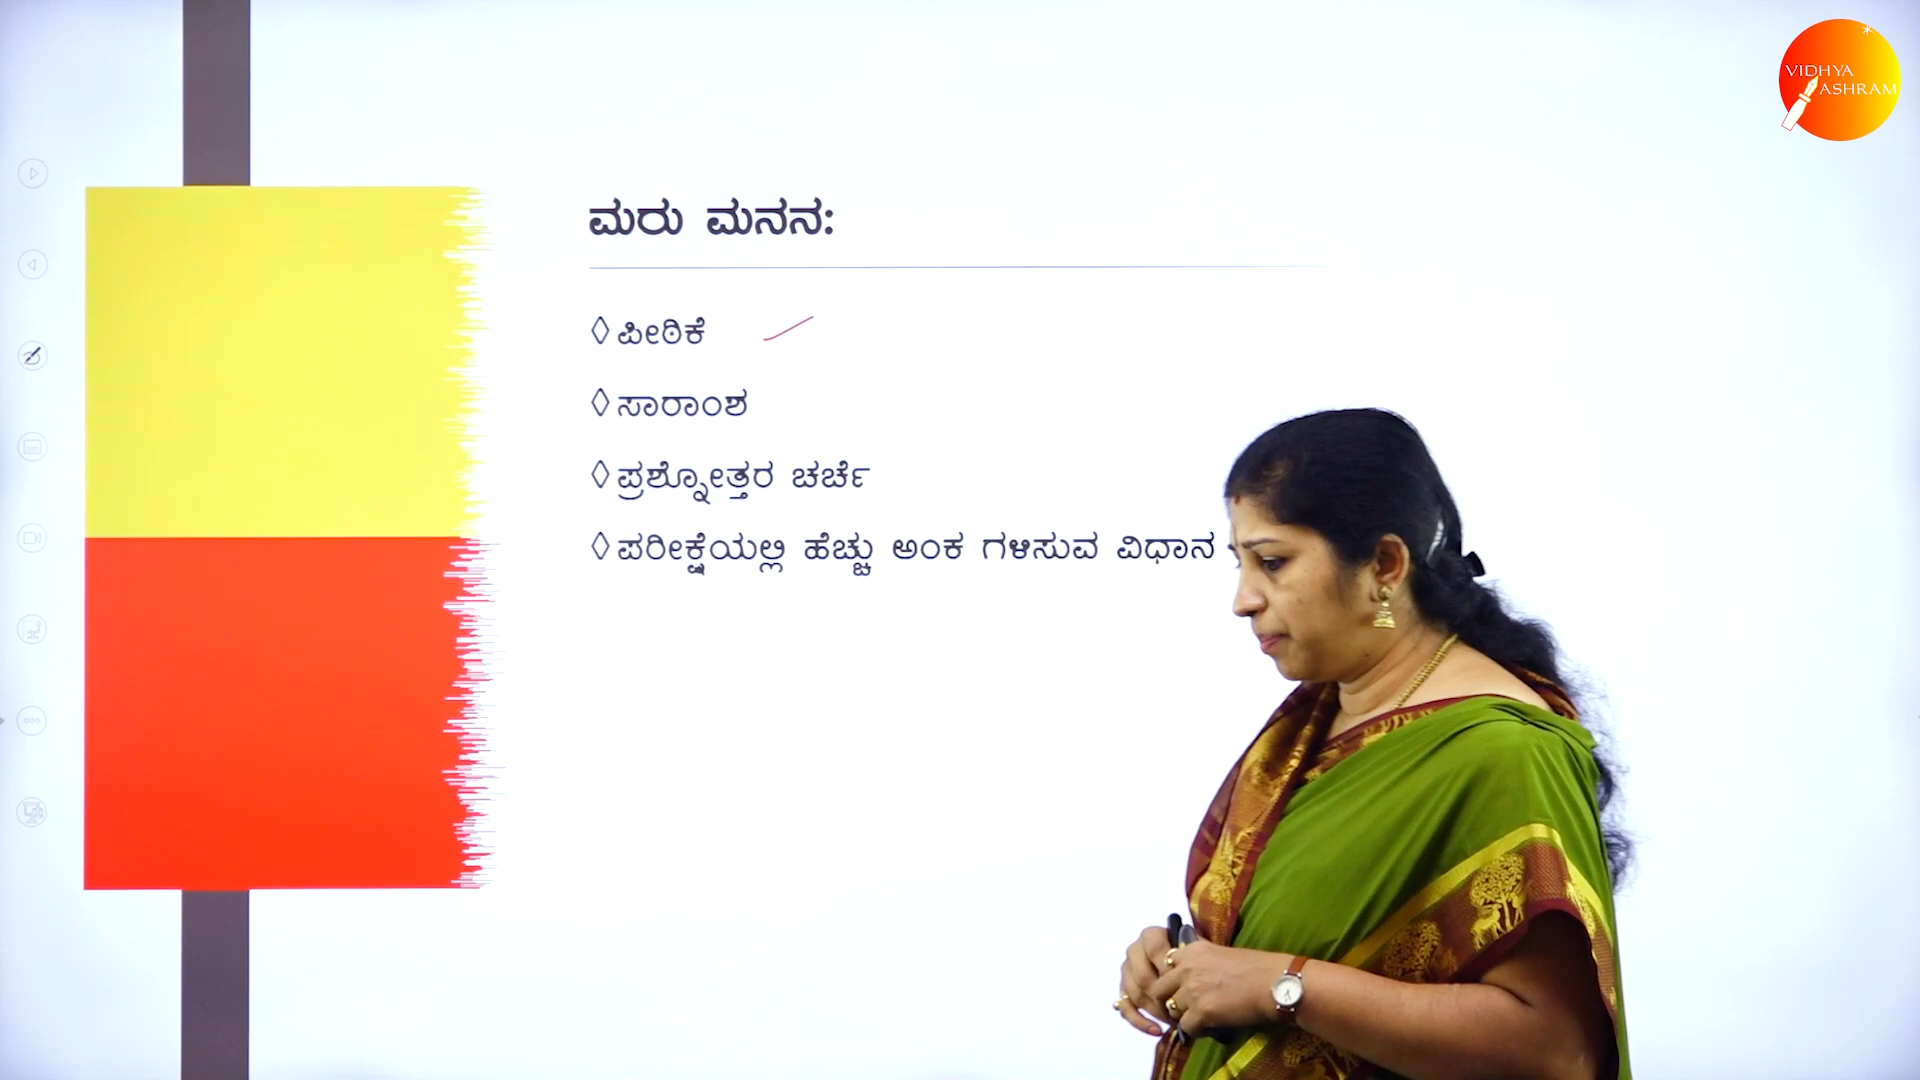 VIDHYA
ASHRAM
ಮರು ಮನನ:
◊ ಪೀಠಿಕೆ
◊ ಸಾರಾಂಶ
◊ ಪ್ರಶ್ನೋತ್ತರ ಚರ್ಚೆ
◊ ಪರೀಕ್ಷೆಯಲ್ಲಿ ಹೆಚ್ಚು ಅಂಕ ಗಳಿಸುವ ವಿಧಾನ